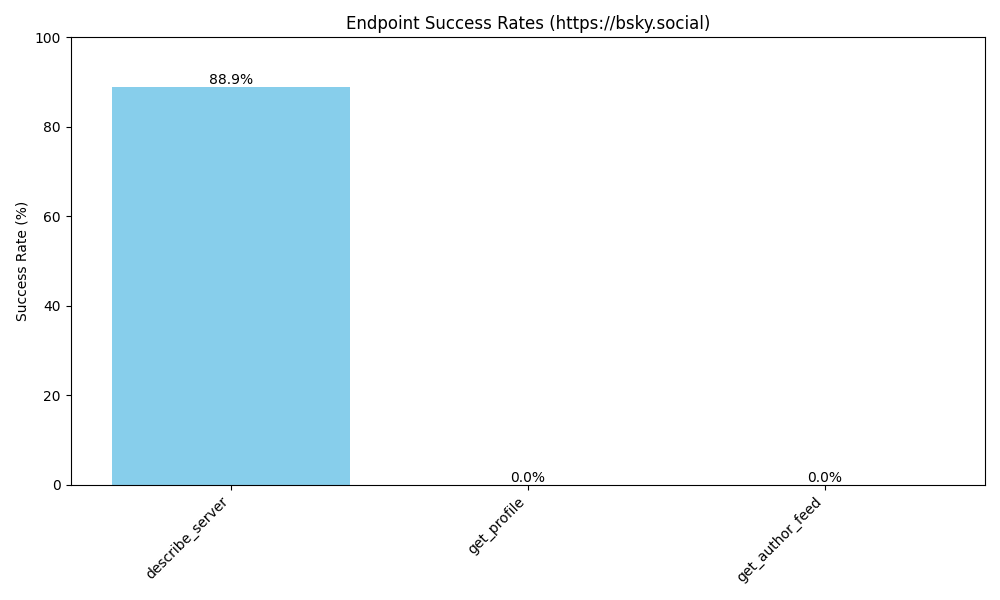 Endpoint Success Rates (https://bsky.social)
100
80
60
40
20
0
Success Rate (%)
88.9%
0.0%
0.0%
describe_server
get_profile
get_author_feed